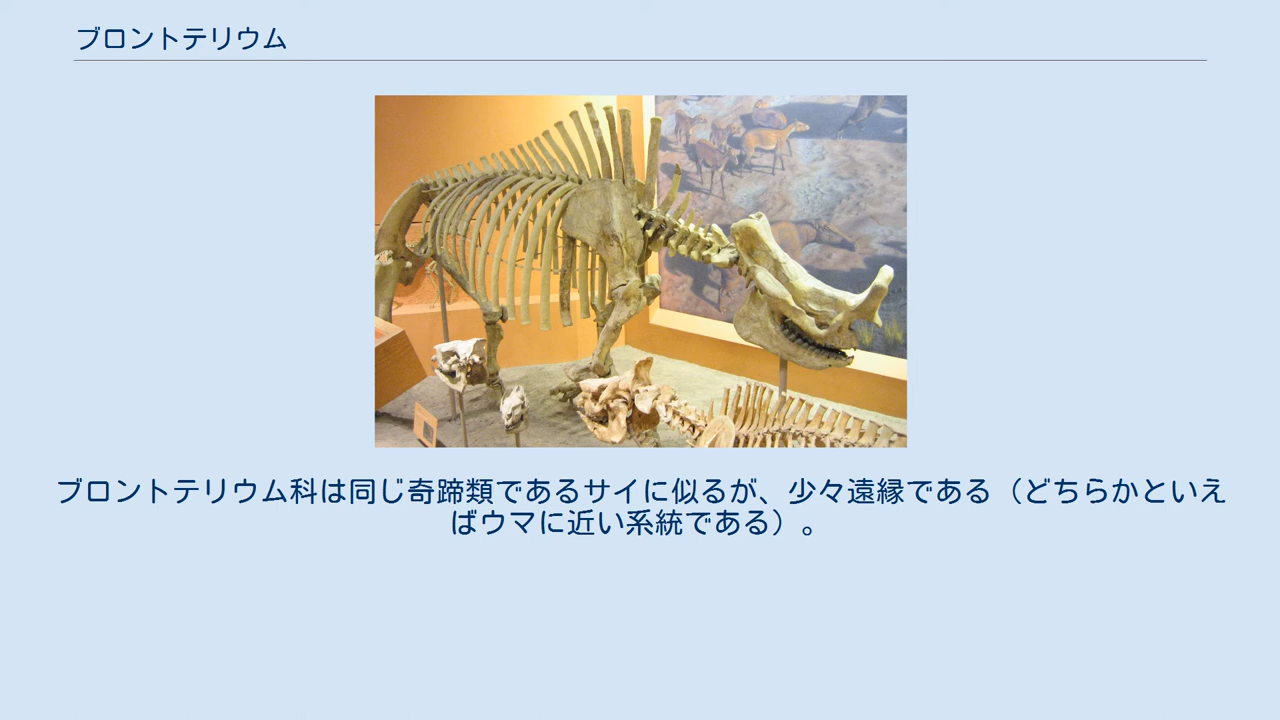 ブロントテリウム
ブロントテリウム科は同じ奇蹄類であるサイに似るが、少々遠縁である（どちらかといえ
ばウマに近い系統である）。